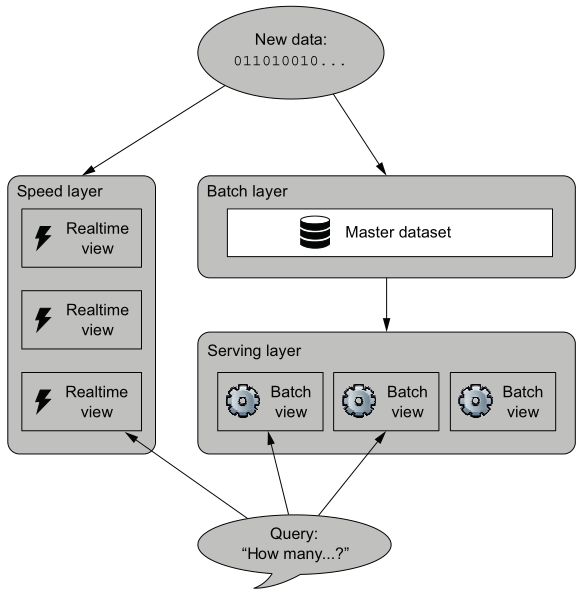 New data:
011010010...
Speed layer
Realtime
view
Realtime
view
Realtime
view
Batch layer
Master dataset
Serving layer
Batch
view
Batch
view
Batch
view
Query:
“How many...?”